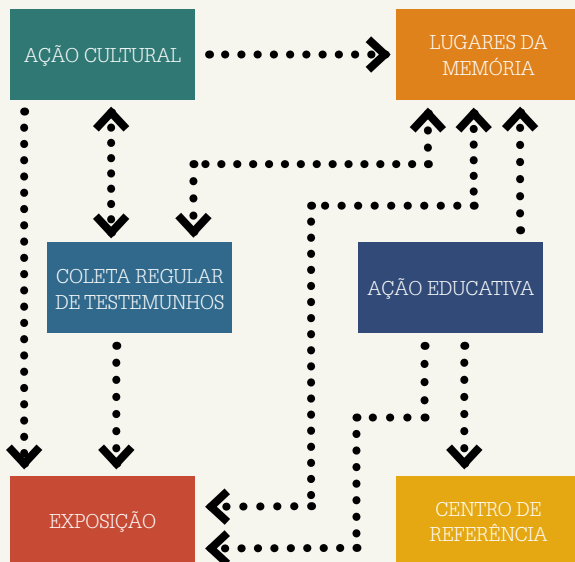 AÇÃO CULTURAL
LUGARES DA
MEMÓRIA
COLETA REGULAR
DE TESTEMUNHOS
AÇÃO EDUCATIVA
EXPOSIÇÃO
CENTRO DE
REFERÊNCIA